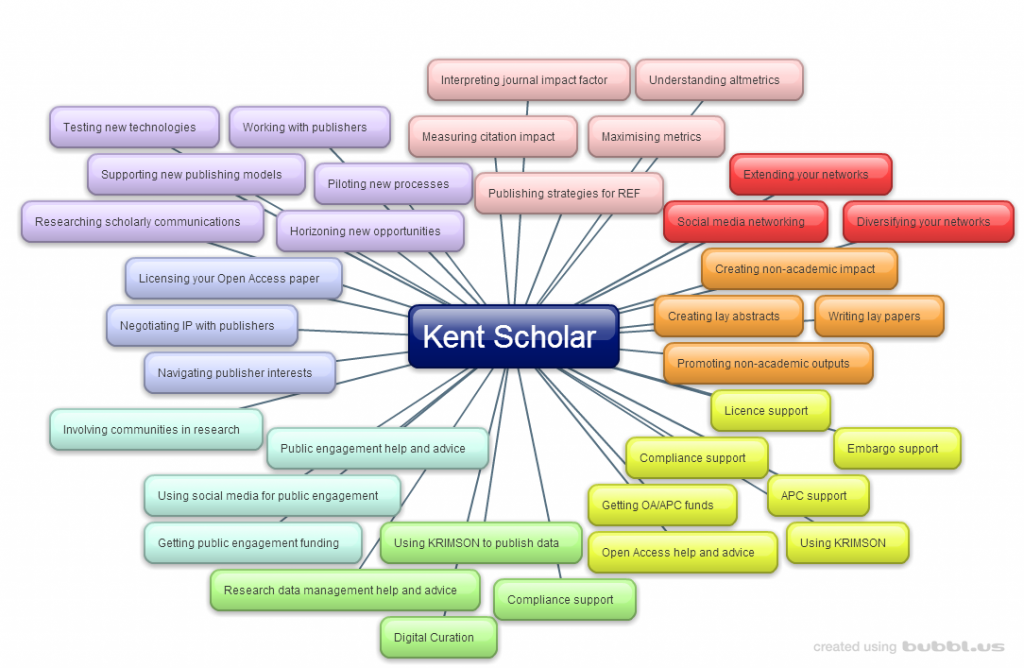 Interpreting journal impact factor
Understanding altmetrics
Testing new technologies
Working with publishers
Measuring citation impact
Maximising metrics
Supporting new publishing models
Piloting new processes
Publishing strategies for REF
Extending your networks
Researching scholarly communications
Horizoning new opportunities
Social media networking
Diversifying your networks
Licensing your Open Access paper
Creating non-academic impact
Negotiating IP with publishers
Kent Scholar
Creating lay abstracts
Writing lay papers
Navigating publisher interests
Promoting non-academic outputs
Licence support
Involving communities in research
Public engagement help and advice
Compliance support
Embargo support
Using social media for public engagement
Getting OA/APC funds
APC support
Getting public engagement funding
Using KRIMSON to publish data
Open Access help and advice
Using KRIMSON
Research data management help and advice
Compliance support
Digital Curation
created using bubbl.us